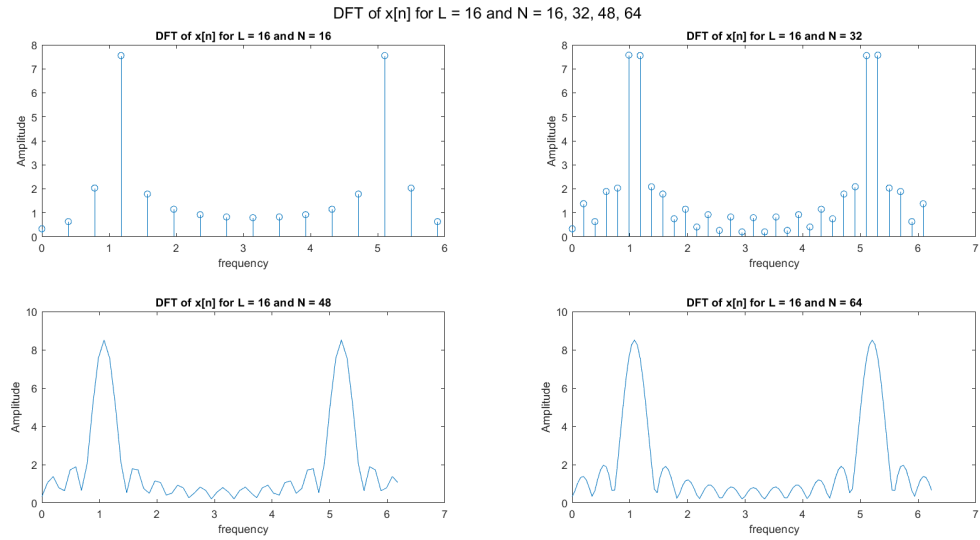 DFT of x[n] for L = 16 and N = 16, 32, 48, 64
DFT of x[n] for L = 16 and N = 16
8
7
6
5
4
3
2
1
0
Amplitude
0 1 2 3 4 5 6
frequency
DFT of x[n] for L = 16 and N = 32
8
7
6
5
4
3
2
1
0
Amplitude
0 1 2 3 4 5 6 7
frequency
DFT of x[n] for L = 16 and N = 48
10
8
6
4
2
0
Amplitude
0 1 2 3 4 5 6 7
frequency
DFT of x[n] for L = 16 and N = 64
10
8
6
4
2
0
Amplitude
0 1 2 3 4 5 6 7
frequency